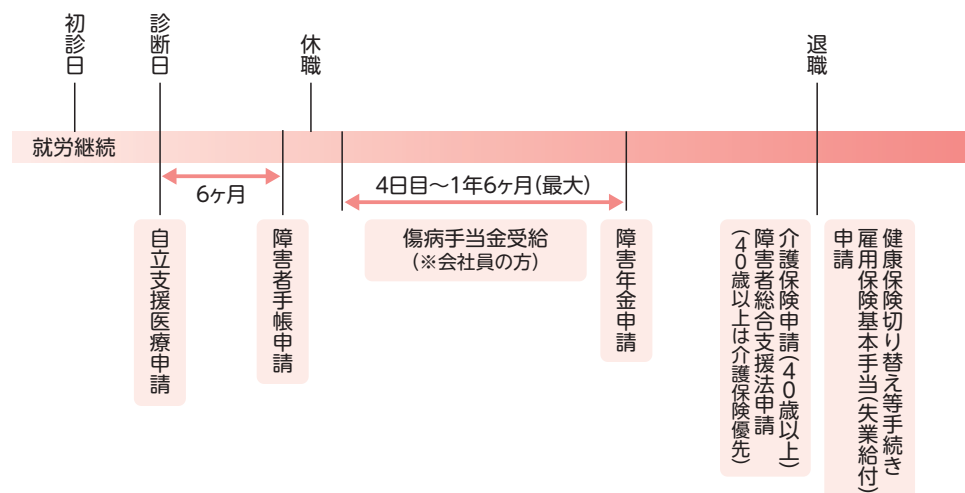 初診日
診断日
休職
退職
就労継続
6ヶ月
4日目～1年6ヶ月(最大)
自立支援医療申請
障害者手帳申請
傷病手当金受給
(※会社員の方)
障害年金申請
介護保険申請(40歳以上)
障害者総合支援法申請
(40歳以上は介護保険優先)
健康保険切り替え等手続き
雇用保険基本手当(失業給付)
申請